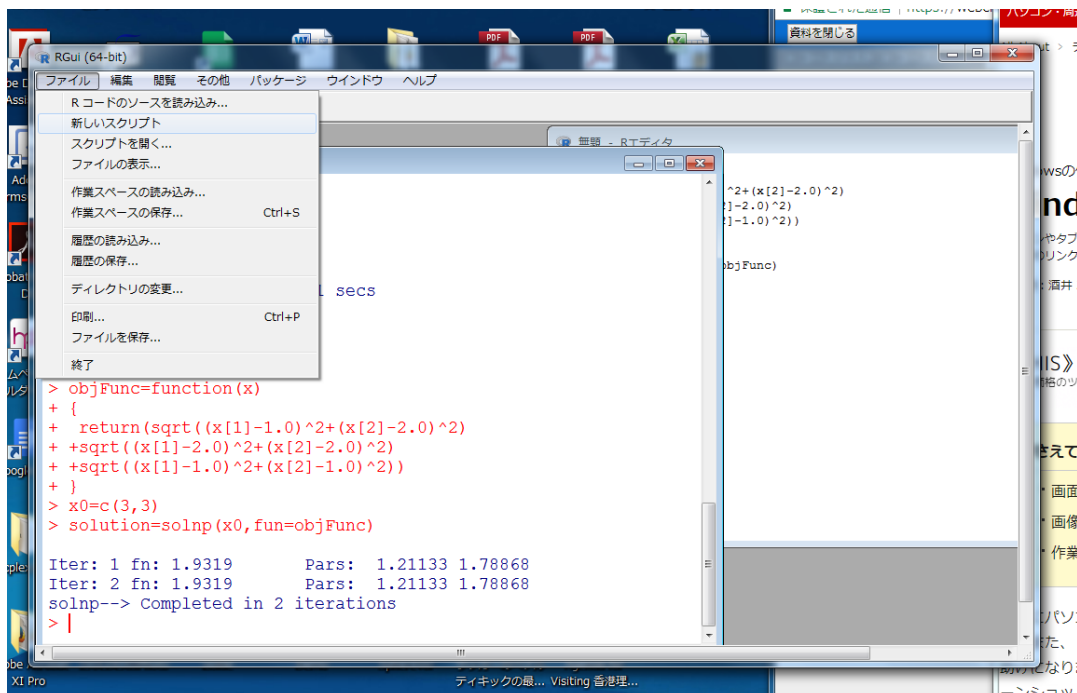 資料を閉じる
RGui (64-bit)
ファイル 編集 閲覧 その他 パッケージ ウインドウ ヘルプ
R コードのソースを読み込み...
新しいスクリプト
スクリプトを開く...
ファイルの表示...
作業スペースの読み込み...
作業スペースの保存... Ctrl+S
履歴の読み込み...
履歴の保存...
ディレクトリの変更...
印刷... Ctrl+P
ファイルを保存...
終了
無題 - Rエディタ
^2+(x[2]-2.0)^2)
]-2.0)^2)
]-1.0)^2))
objFunc)
1 secs
> objFunc=function(x)
+ {
+  return(sqrt((x[1]-1.0)^2+(x[2]-2.0)^2)
+ +sqrt((x[1]-2.0)^2+(x[2]-2.0)^2)
+ +sqrt((x[1]-1.0)^2+(x[2]-1.0)^2))
+ }
> x0=c(3,3)
> solution=solnp(x0,fun=objFunc)
Iter: 1 fn: 1.9319 Pars: 1.21133 1.78868
Iter: 2 fn: 1.9319 Pars: 1.21133 1.78868
solnp--> Completed in 2 iterations
>
XI Pro
ティキックの最... Visiting 香港理...
PDF
PDF
: 酒井
・画面
・画像
・作業